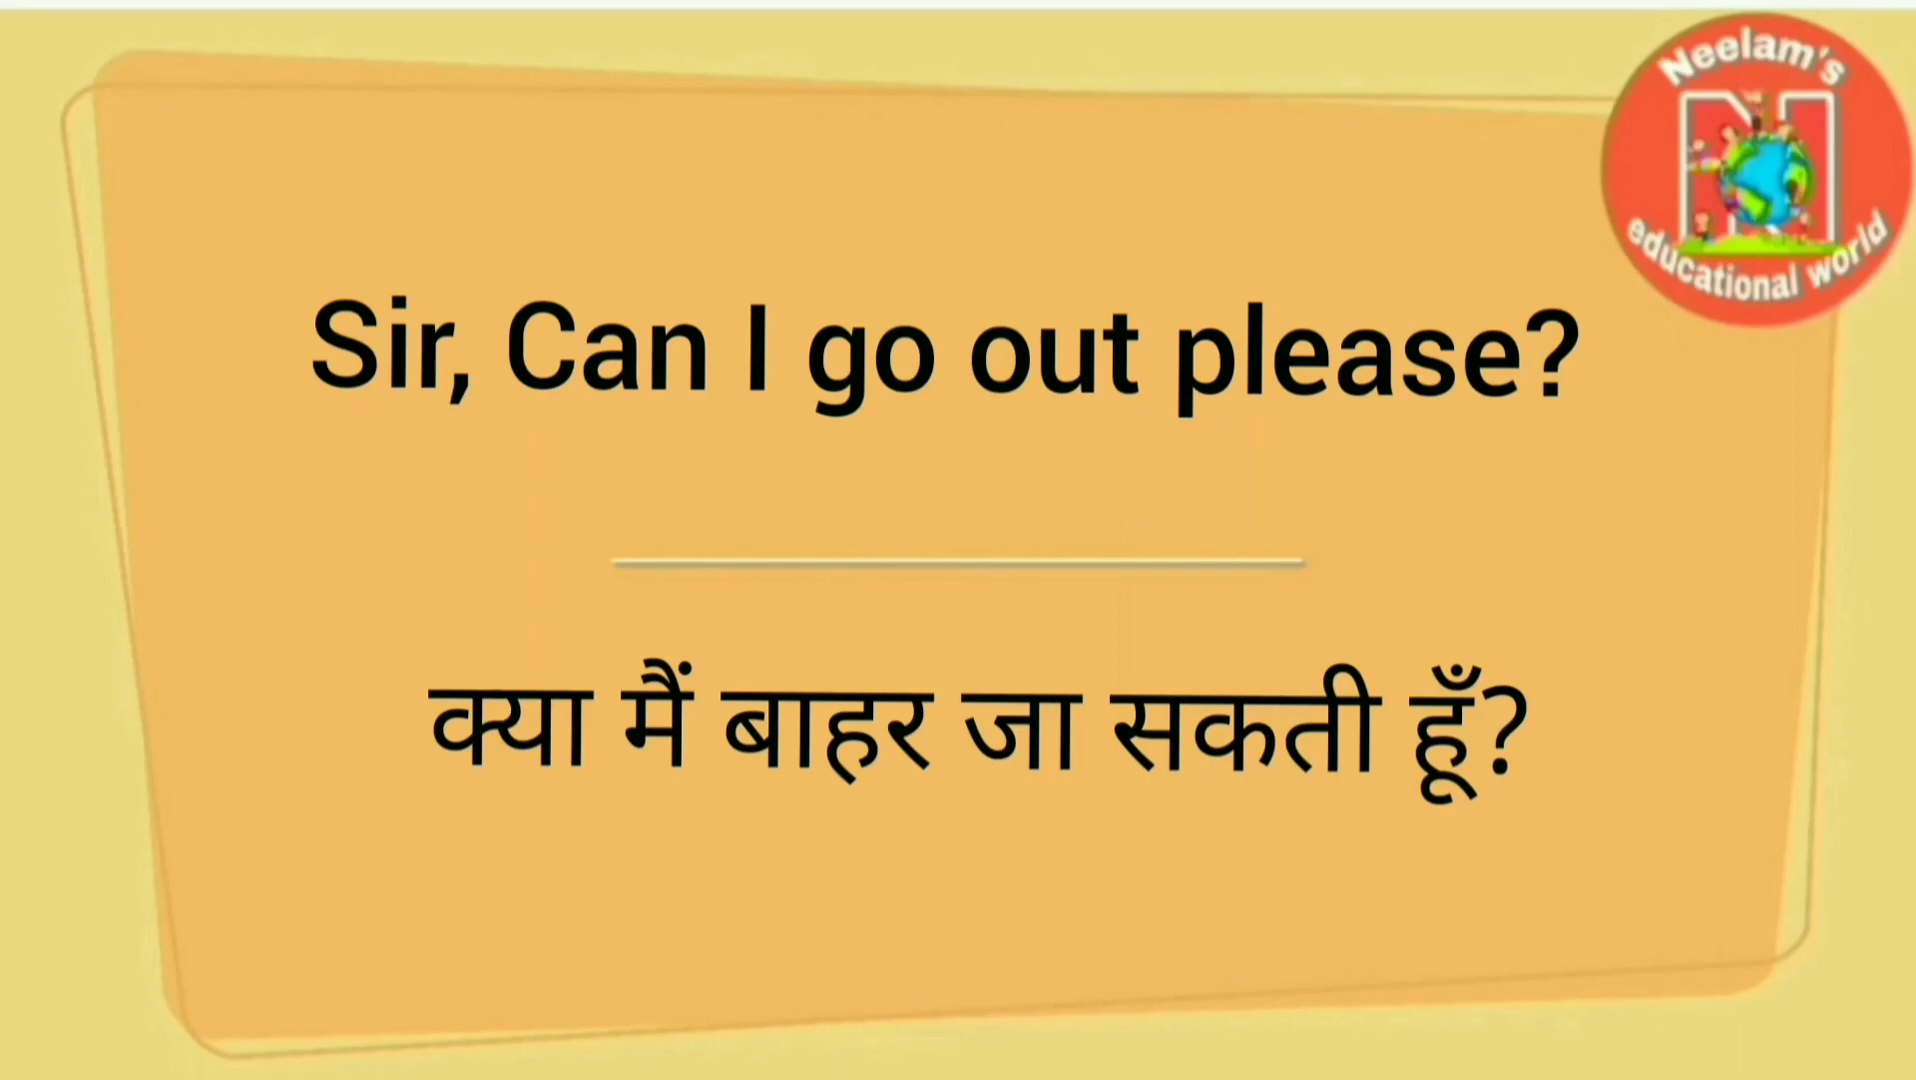 Neelam's
educational world
Sir, Can I go out please?
क्या मैं बाहर जा सकती हूँ?